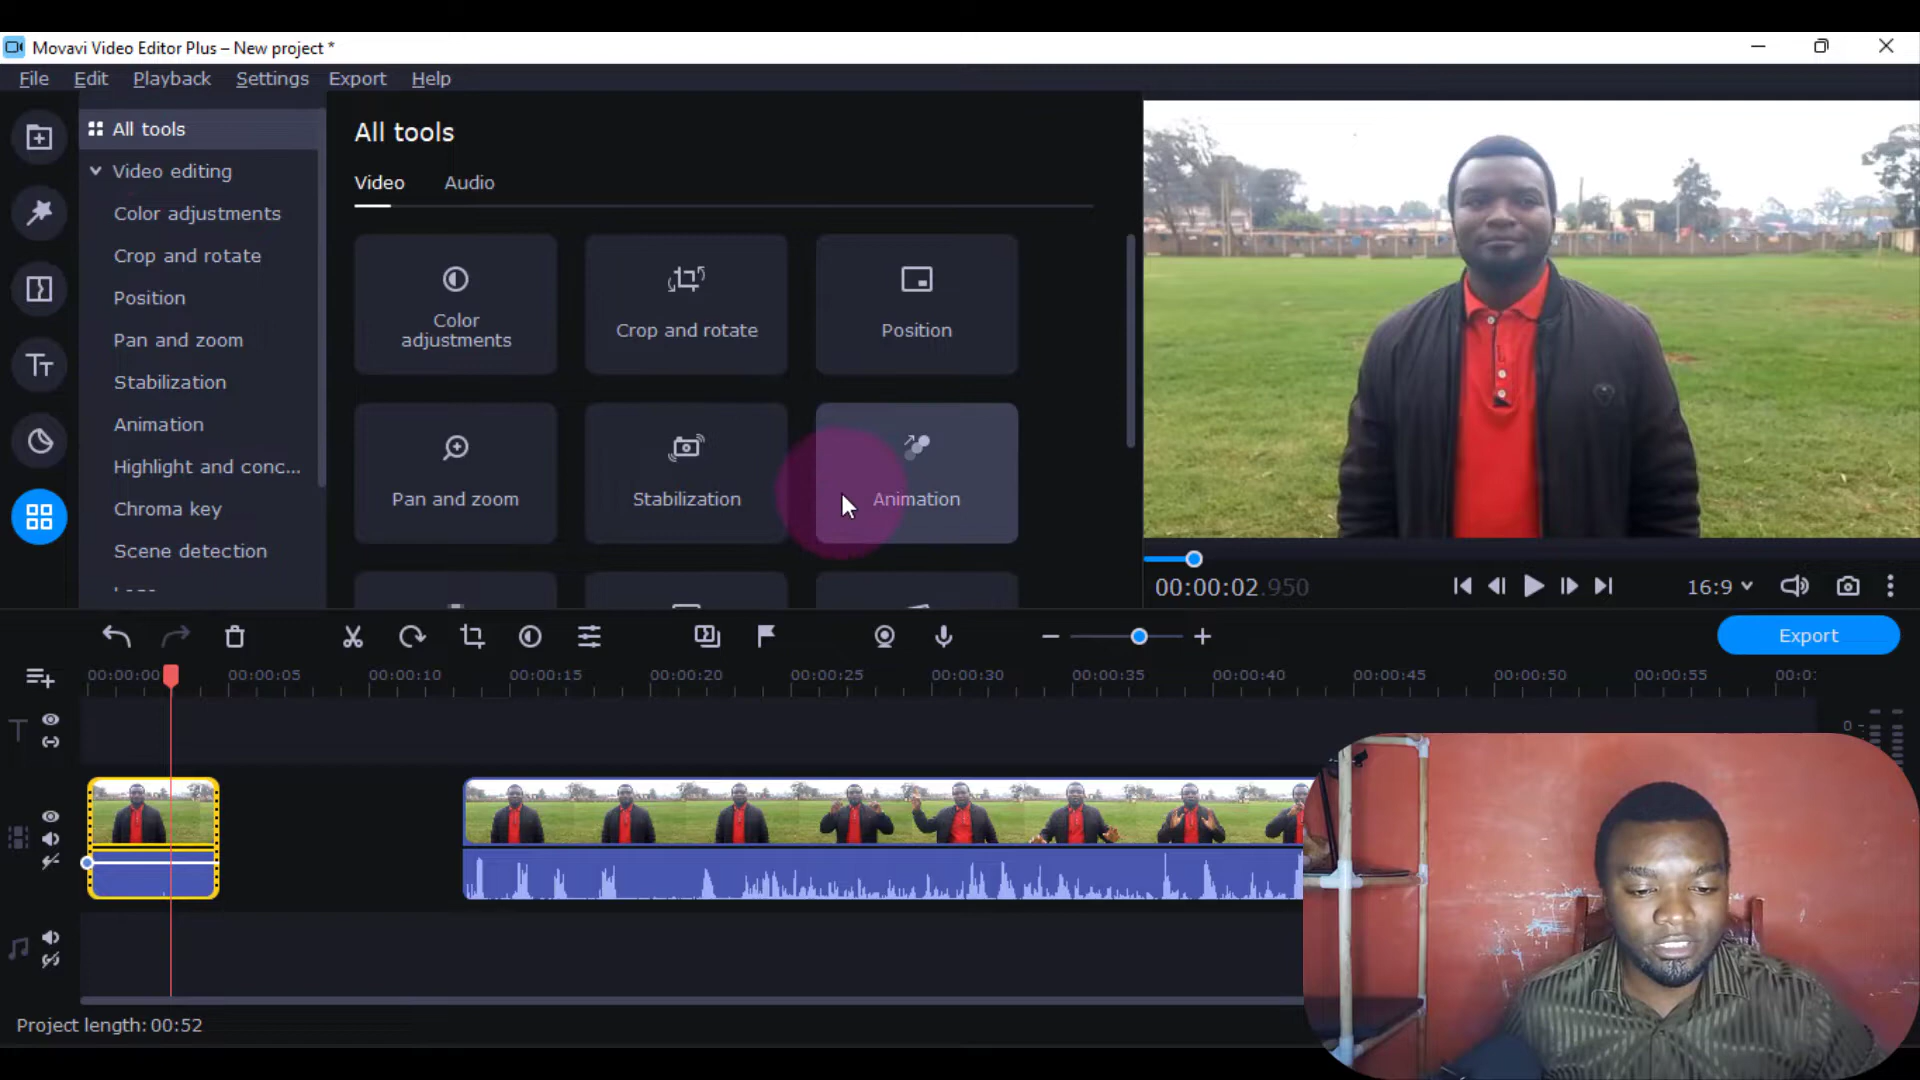 Movavi Video Editor Plus – New project *
File Edit Playback Settings Export Help
All tools
Video editing
Color adjustments
Crop and rotate
Position
Pan and zoom
Stabilization
Animation
Highlight and conc...
Chroma key
Scene detection
All tools
Video Audio
Color
adjustments
Crop and rotate
Position
Pan and zoom
Stabilization
Animation
00:00:02.950
16:9
Export
00:00:00 00:00:05 00:00:10 00:00:15 00:00:20 00:00:25 00:00:30 00:00:35 00:00:40 00:00:45 00:00:50 00:00:55 00:0:
0
Project length: 00:52